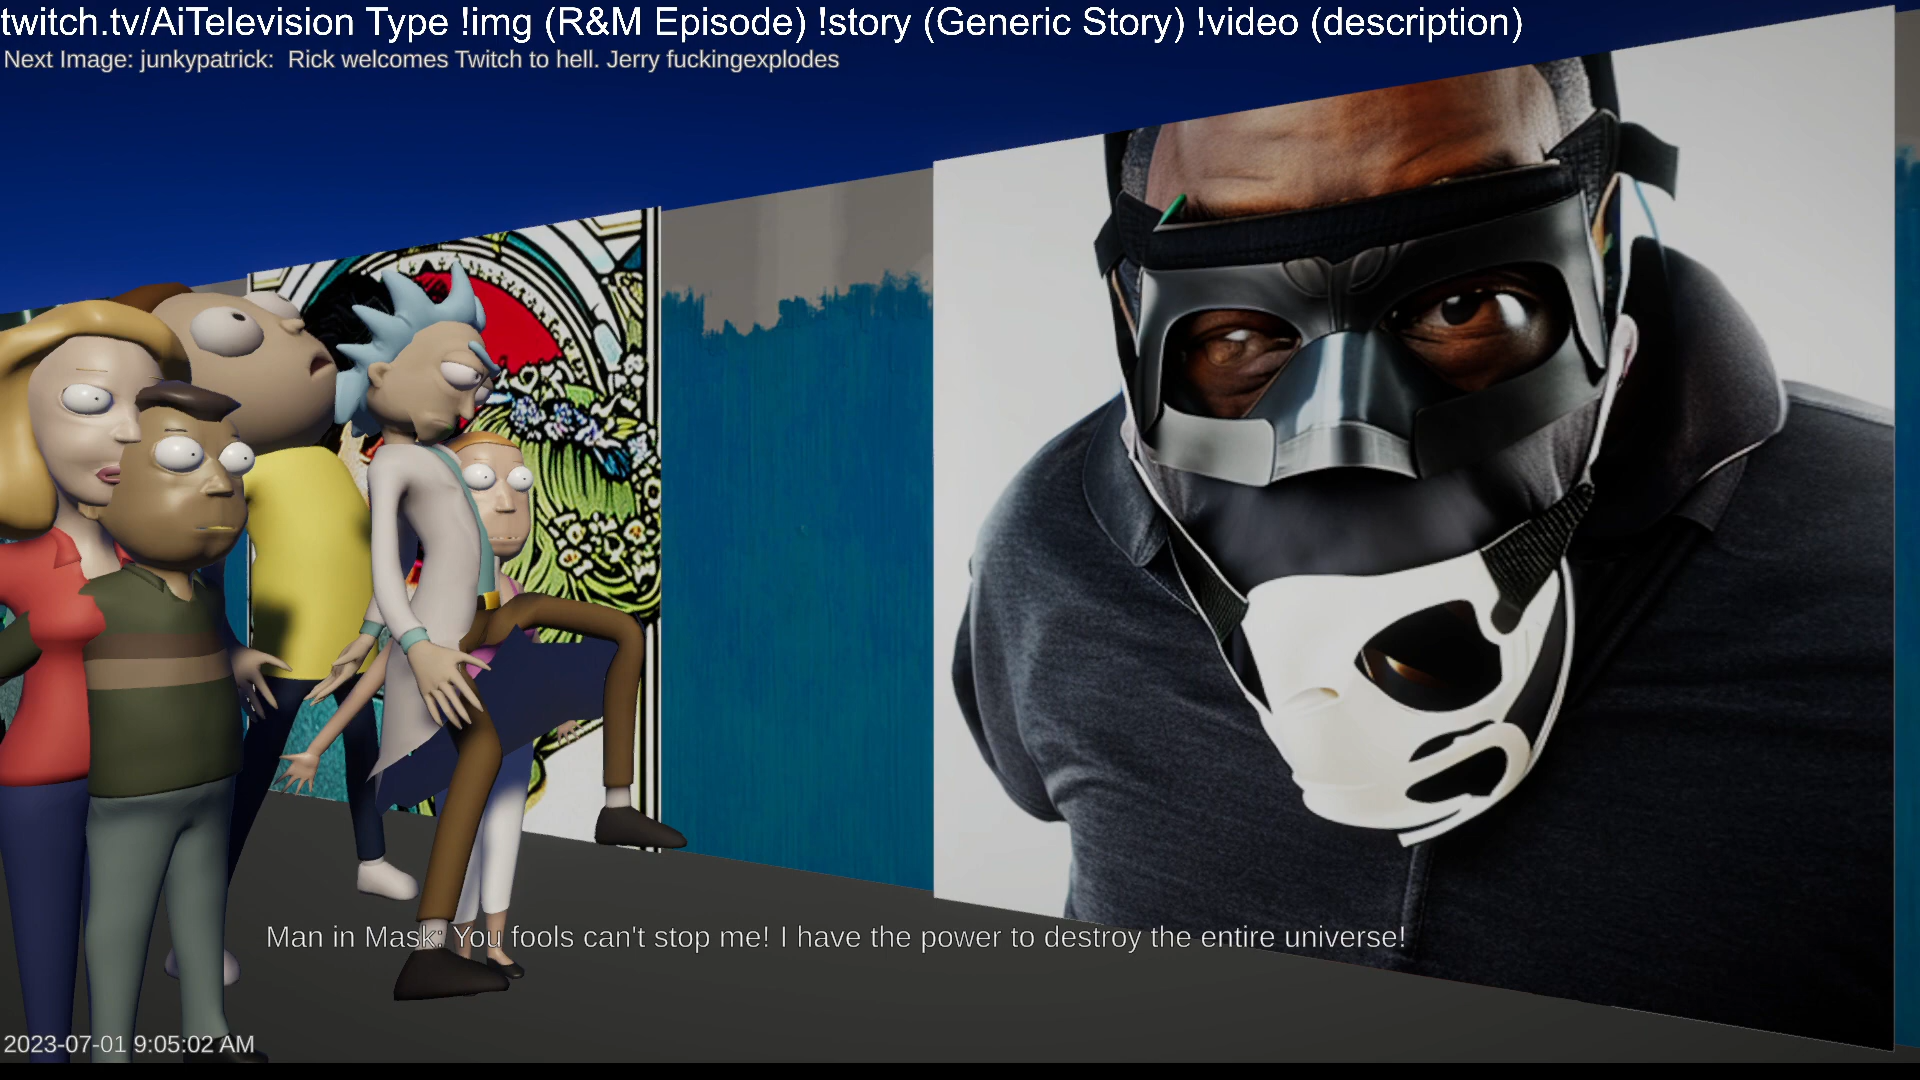 twitch.tv/AiTelevision Type !img (R&M Episode) !story (Generic Story) !video (description)
Next Image: junkypatrick:  Rick welcomes Twitch to hell. Jerry fuckingexplodes
Man in Mask: You fools can't stop me! I have the power to destroy the entire universe!
2023-07-01 9:05:02 AM